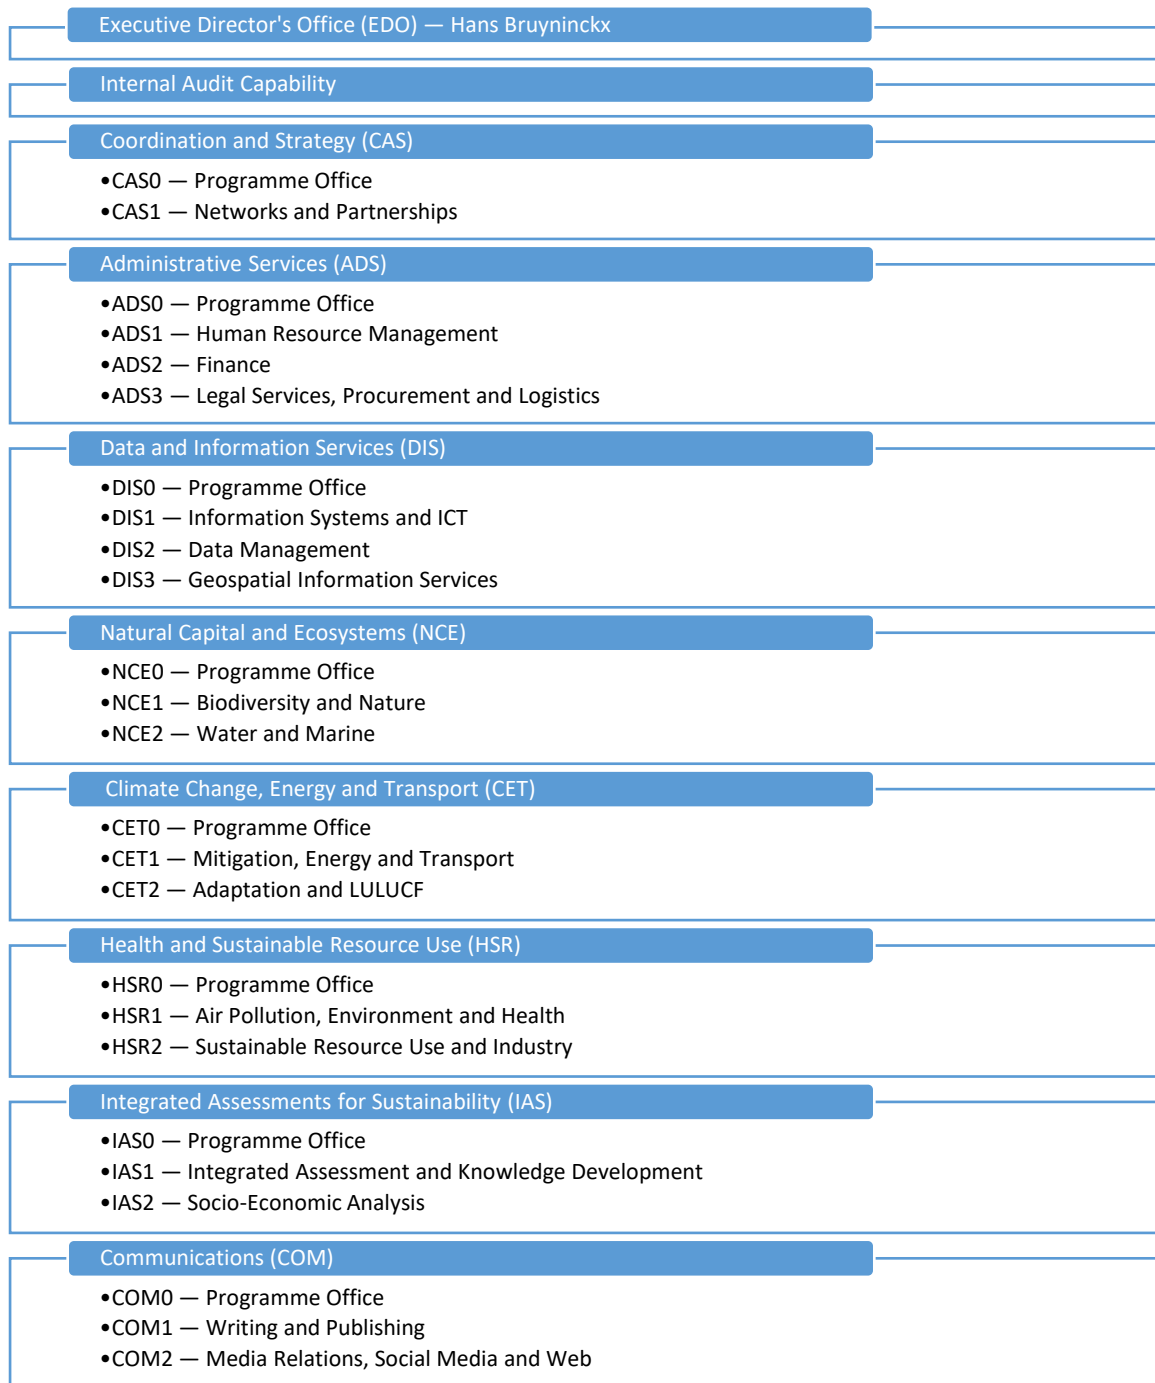 Executive Director's Office (EDO) — Hans Bruyninckx
Internal Audit Capability
Coordination and Strategy (CAS)
•CAS0 — Programme Office
•CAS1 — Networks and Partnerships
Administrative Services (ADS)
•ADS0 — Programme Office
•ADS1 — Human Resource Management
•ADS2 — Finance
•ADS3 — Legal Services, Procurement and Logistics
Data and Information Services (DIS)
•DIS0 — Programme Office
•DIS1 — Information Systems and ICT
•DIS2 — Data Management
•DIS3 — Geospatial Information Services
Natural Capital and Ecosystems (NCE)
•NCE0 — Programme Office
•NCE1 — Biodiversity and Nature
•NCE2 — Water and Marine
Climate Change, Energy and Transport (CET)
•CET0 — Programme Office
•CET1 — Mitigation, Energy and Transport
•CET2 — Adaptation and LULUCF
Health and Sustainable Resource Use (HSR)
•HSR0 — Programme Office
•HSR1 — Air Pollution, Environment and Health
•HSR2 — Sustainable Resource Use and Industry
Integrated Assessments for Sustainability (IAS)
•IAS0 — Programme Office
•IAS1 — Integrated Assessment and Knowledge Development
•IAS2 — Socio-Economic Analysis
Communications (COM)
•COM0 — Programme Office
•COM1 — Writing and Publishing
•COM2 — Media Relations, Social Media and Web